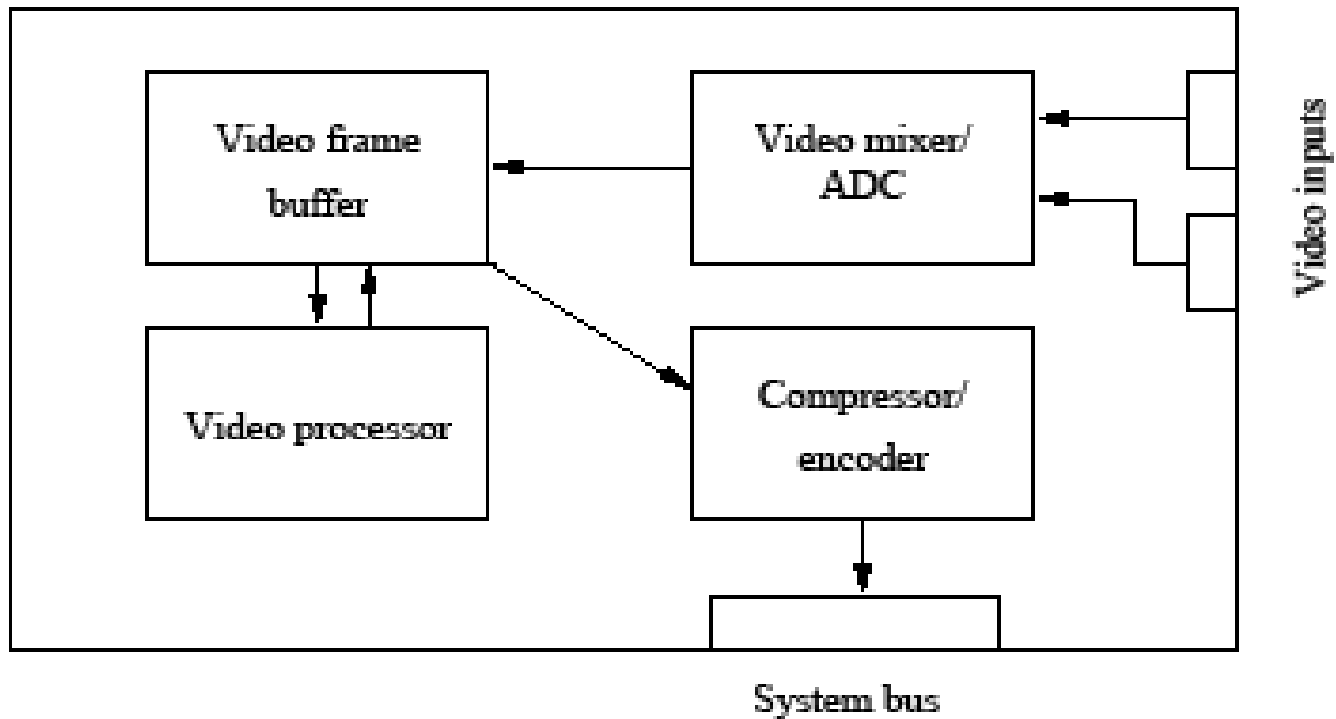 Video frame
buffer
Video mixer/
ADC
Video inputs
Video processor
Compressor/
encoder
System bus